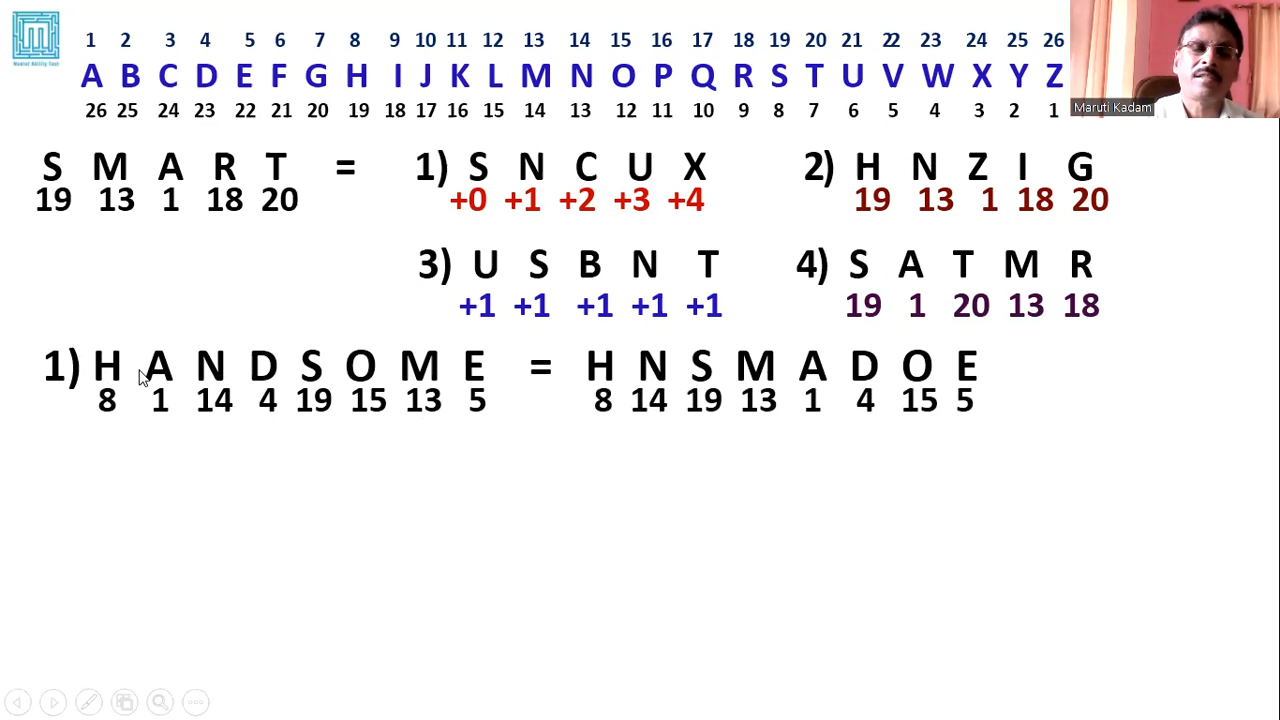 1 2 3 4 5 6 7 8 9 10 11 12 13 14 15 16 17 18 19 20 21 22 23 24 25 26
A B C D E F G H I J K L M N O P Q R S T U V W X Y Z
26 25 24 23 22 21 20 19 18 17 16 15 14 13 12 11 10 9 8 7 6 5 4 3 2 1
Mental Ability Test
Maruti Kadam
S M A R T = 1) S N C U X 2) H N Z I G
19 13 1 18 20 +0 +1 +2 +3 +4 19 13 1 18 20
3) U S B N T 4) S A T M R
+1 +1 +1 +1 +1 19 1 20 13 18
1) H A N D S O M E = H N S M A D O E
8 1 14 4 19 15 13 5 8 14 19 13 1 4 15 5